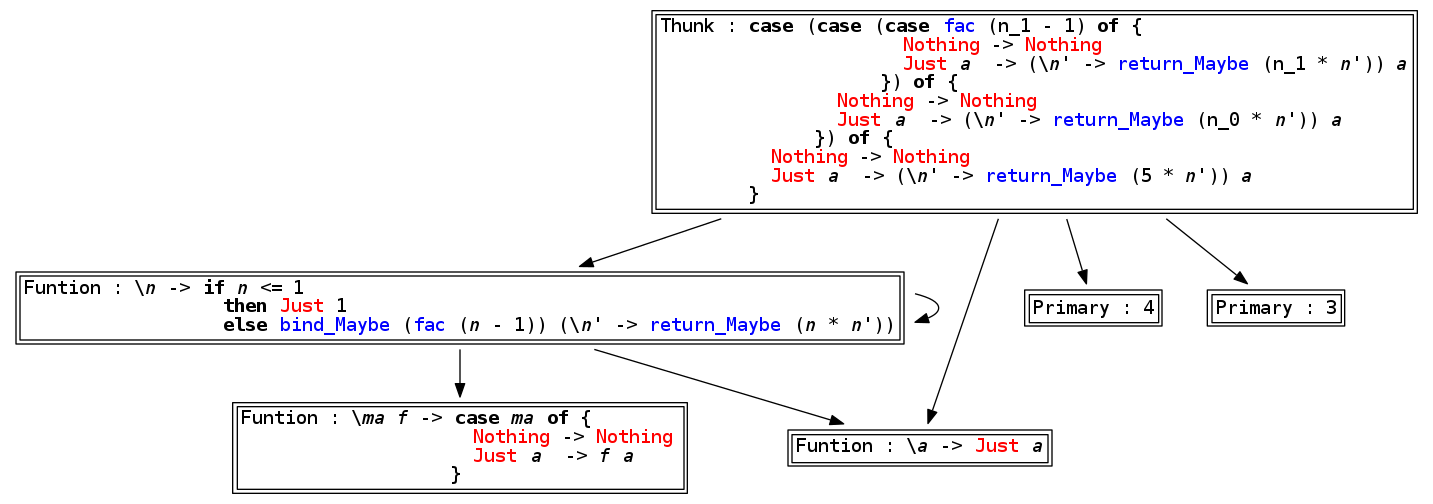 Thunk : case (case (case fac (n_1 - 1) of {
Nothing -> Nothing
Just a -> (\n' -> return_Maybe (n_1 * n')) a
}) of {
Nothing -> Nothing
Just a -> (\n' -> return_Maybe (n_0 * n')) a
}) of {
Nothing -> Nothing
Just a -> (\n' -> return_Maybe (5 * n')) a
}
Funtion : \n -> if n <= 1
then Just 1
else bind_Maybe (fac (n - 1)) (\n' -> return_Maybe (n * n'))
Primary : 4
Primary : 3
Funtion : \ma f -> case ma of {
Nothing -> Nothing
Just a -> f a
}
Funtion : \a -> Just a